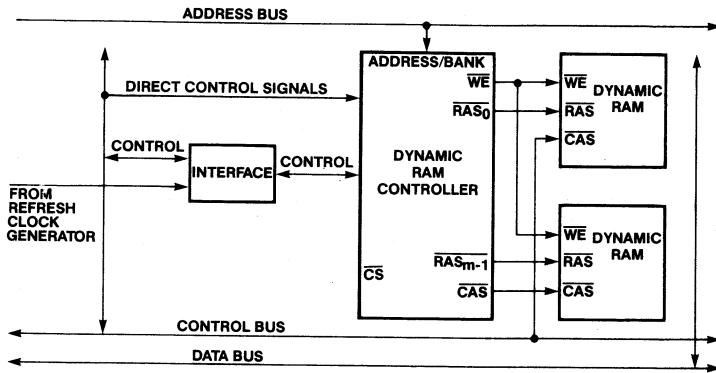 ADDRESS BUS
ADDRESS/BANK
DIRECT CONTROL SIGNALS
CONTROL
INTERFACE
CONTROL
FROM
REFRESH
CLOCK
GENERATOR
DYNAMIC
RAM
CONTROLLER
WE
RAS0
RASm-1
CAS
CS
WE
DYNAMIC
RAM
RAS
CAS
WE
DYNAMIC
RAM
RAS
CAS
CONTROL BUS
DATA BUS